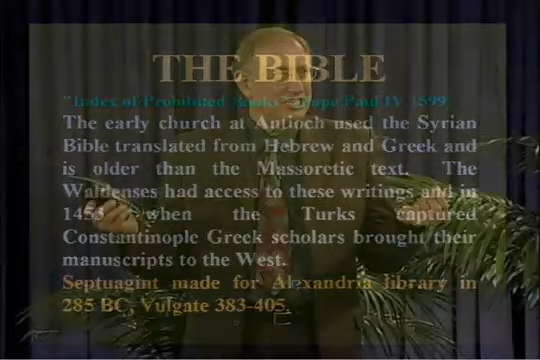 THE BIBLE
"Index of Prohibited Books" Pope Paul IV 1599
The early church at Antioch used the Syrian
Bible translated from Hebrew and Greek and
is older than the Massoretic text. The
Waldenses had access to these writings and in
1453 when the Turks captured
Constantinople Greek scholars brought their
manuscripts to the West.
Septuagint made for Alexandria library in
285 BC, Vulgate 383-405